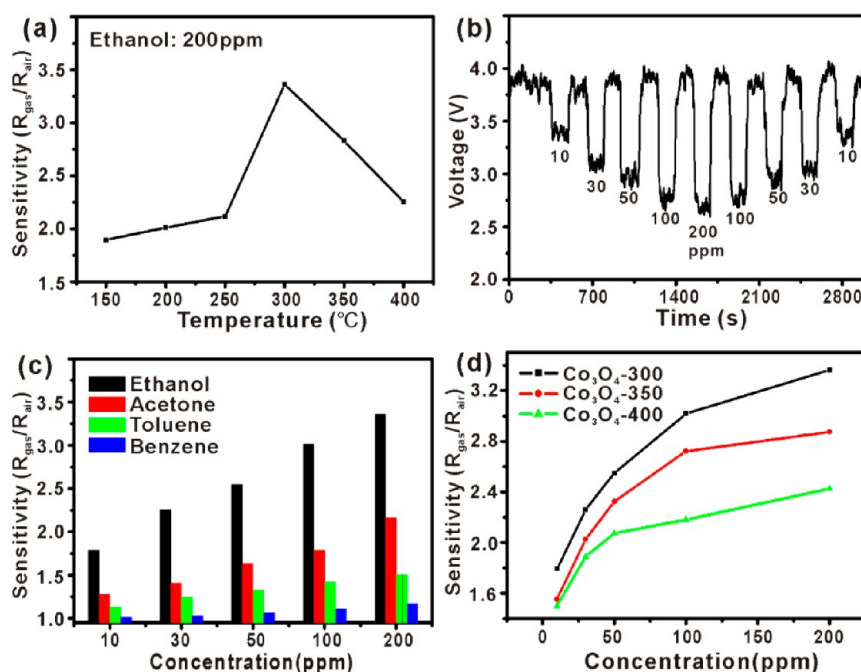 (a)
Ethanol: 200ppm
Sensitivity (Rgas/Rair)
3.5
3.0
2.5
2.0
1.5
150 200 250 300 350 400
Temperature (℃)
(b)
Voltage (V)
4.0
3.5
3.0
2.5
2.0
10
30
50
100
200
ppm
100
50
30
10
0 700 1400 2100 2800
Time (s)
(c)
Ethanol
Acetone
Toluene
Benzene
Sensitivity (Rgas/Rair)
3.5
3.0
2.5
2.0
1.5
1.0
10 30 50 100 200
Concentration(ppm)
(d)
Co3O4-300
Co3O4-350
Co3O4-400
Sensitivity (Rgas/Rair)
3.2
2.8
2.4
2.0
1.6
0 50 100 150 200
Concentration(ppm)